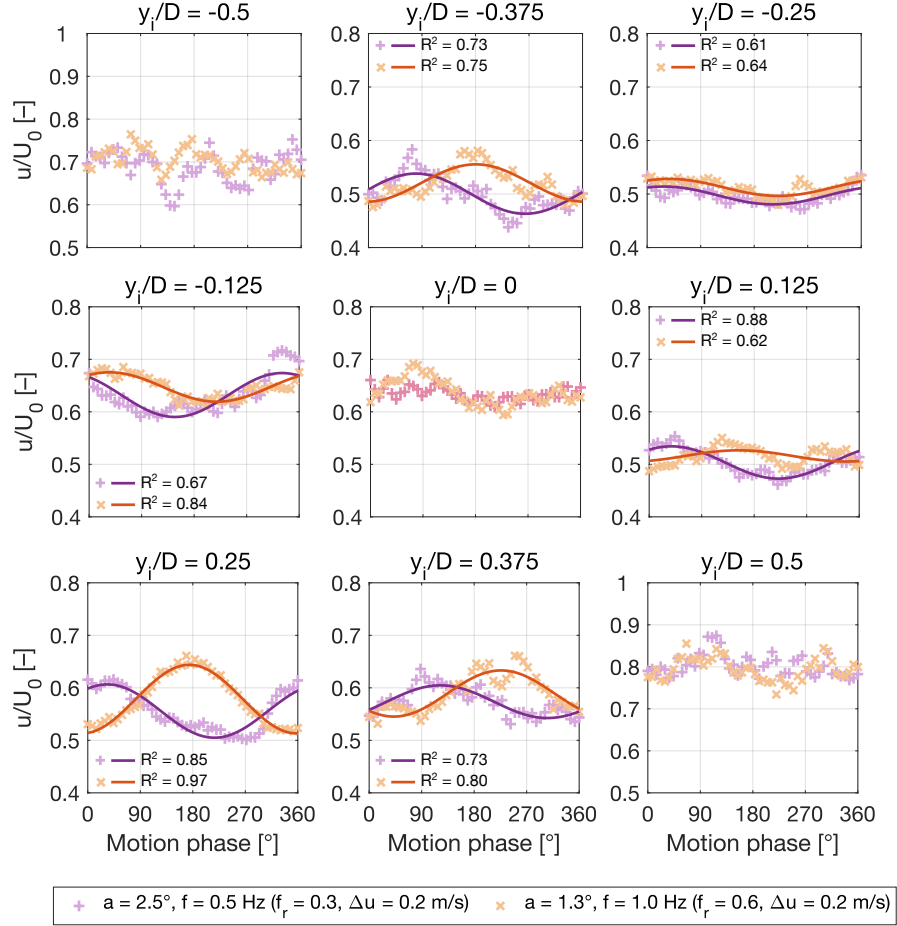 y_i/D = -0.5
y_i/D = -0.375
y_i/D = -0.25
1
0.9
0.8
0.7
0.6
0.5
u/U_0 [–]
0.8
0.7
0.6
0.5
0.4
R² = 0.73
R² = 0.75
0.8
0.7
0.6
0.5
0.4
R² = 0.61
R² = 0.64
y_i/D = -0.125
y_i/D = 0
y_i/D = 0.125
0.8
0.7
0.6
0.5
0.4
u/U_0 [–]
R² = 0.67
R² = 0.84
0.8
0.7
0.6
0.5
0.4
0.8
0.7
0.6
0.5
0.4
R² = 0.88
R² = 0.62
y_i/D = 0.25
y_i/D = 0.375
y_i/D = 0.5
0.8
0.7
0.6
0.5
0.4
u/U_0 [–]
R² = 0.85
R² = 0.97
0 90 180 270 360
Motion phase [°]
0.8
0.7
0.6
0.5
0.4
R² = 0.73
R² = 0.80
0 90 180 270 360
Motion phase [°]
1
0.9
0.8
0.7
0.6
0.5
0 90 180 270 360
Motion phase [°]
a = 2.5°, f = 0.5 Hz (f_r = 0.3, Δu = 0.2 m/s)
a = 1.3°, f = 1.0 Hz (f_r = 0.6, Δu = 0.2 m/s)